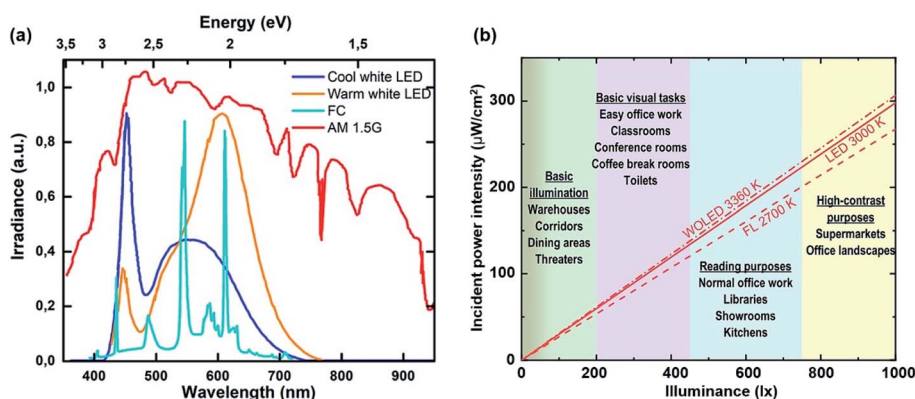 (a)
Energy (eV)
3,5 3 2,5 2 1,5
Irradiance (a.u.)
1,0
0,8
0,6
0,4
0,2
0,0
Cool white LED
Warm white LED
FC
AM 1.5G
400 500 600 700 800 900
Wavelength (nm)
(b)
Incident power intensity (µW/cm²)
300
200
100
0
Basic
illumination
Warehouses
Corridors
Dining areas
Threaters
Basic visual tasks
Easy office work
Classrooms
Conference rooms
Coffee break rooms
Toilets
WOLED 3360 K
LED 3000 K
FL 2700 K
Reading purposes
Normal office work
Libraries
Showrooms
Kitchens
High-contrast
purposes
Supermarkets
Office landscapes
0 200 400 600 800 1000
Illuminance (lx)